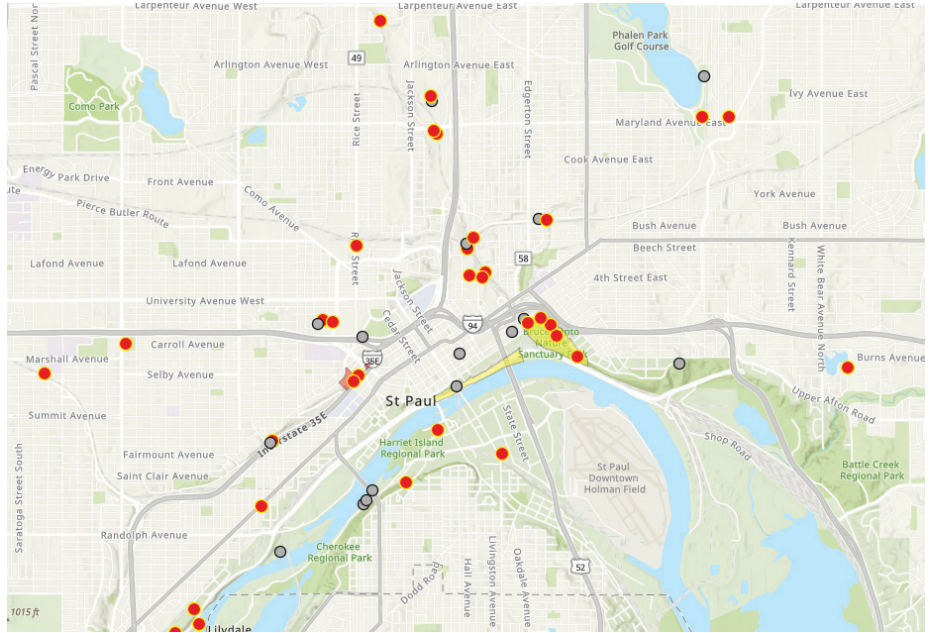 Larpenteur Avenue West
Larpenteur Avenue East
Pascal Street Nor
Phalen Park
Golf Course
49
Arlington Avenue West
Arlington Avenue East
Como Park
Rice Street
Jackson Street
Edgerton Street
Ivy Avenue East
Maryland Avenue East
Cook Avenue East
Energy Park Drive
Front Avenue
York Avenue
ute
Pierce Butler Route
Como Avenue
Bush Avenue
Bush Avenue
Beech Street
Lafond Avenue
Lafond Avenue
58
4th Street East
Kennard Street
White Bear Avenue North
Jackson Street
University Avenue West
Cedar Street
94
Carroll Avenue
Marshall Avenue
35E
Nature
Sanctuary
Burns Avenue
Selby Avenue
St Paul
Upper Afton Road
Summit Avenue
Interstate 35E
State Street
Harriet Island
Regional Park
Shop Road
Fairmount Avenue
Saint Clair Avenue
St Paul
Downtown
Holman Field
Battle Creek
Regional Park
Saratoga Street South
Randolph Avenue
Cherokee
Regional Park
Dodd Road
Hall Avenue
Livingston Avenue
Oakdale Avenue
52
1015 ft
Lilydale